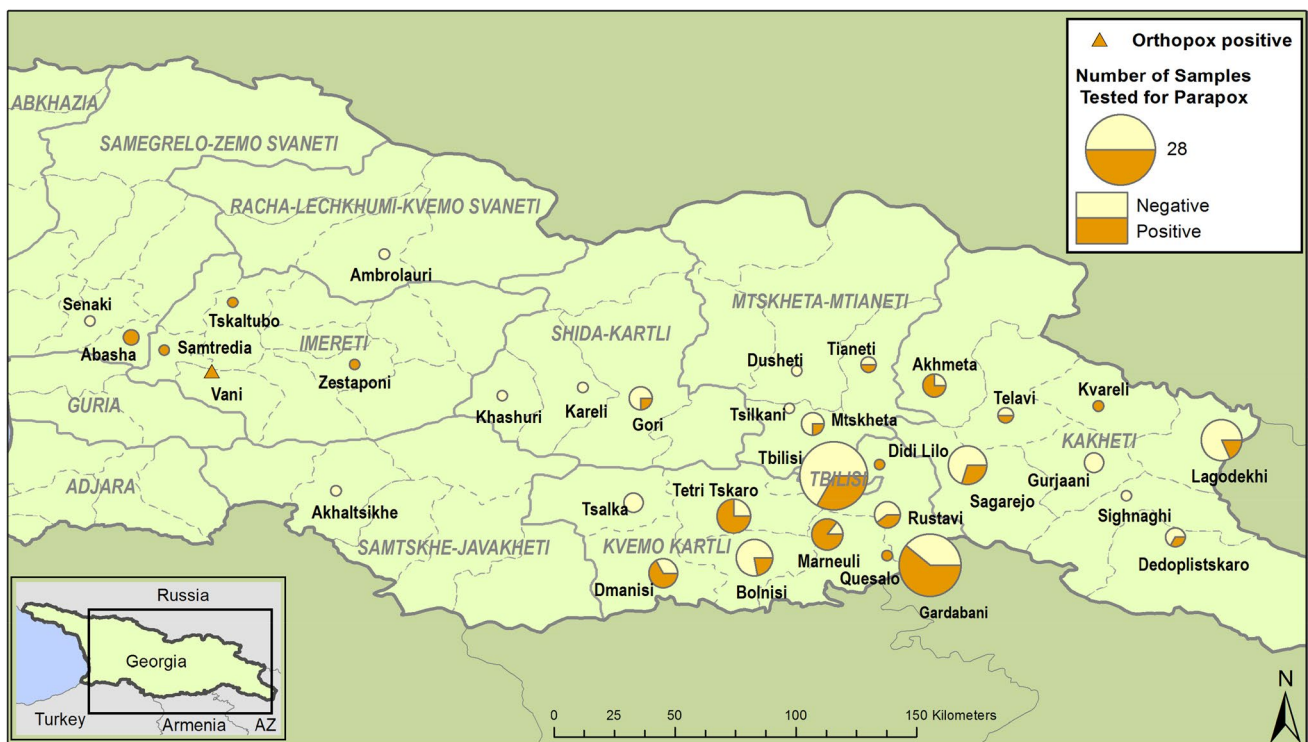 Orthopox positive
Number of Samples
Tested for Parapox
28
Negative
Positive
ABKHAZIA
SAMEGRELO-ZEMO SVANETI
RACHA-LECHKHUMI-KVEMO SVANETI
Ambrolauri
MTSKHETA-MTIANETI
Senaki
Tskaltubo
Abasha
Samtredia
IMERETI
SHIDA-KARTLI
Dusheti
Tianeti
Akhmeta
Vani
Zestaponi
GURIA
Khashuri
Kareli
Gori
Tsilkani
Mtskheta
Telavi
Kvareli
KAKHETI
Lagodekhi
Tbilisi
Didi Lilo
TBILISI
ADJARA
Akhaltsikhe
Tsalka
Tetri Tskaro
Sagarejo
Gurjaani
Sighnaghi
Rustavi
SAMTSKHE-JAVAKHETI
KVEMO KARTLI
Marneuli
Quesalo
Dedoplistskaro
Dmanisi
Bolnisi
Gardabani
Russia
Georgia
Turkey
Armenia
AZ
0 25 50 100 150 Kilometers
N